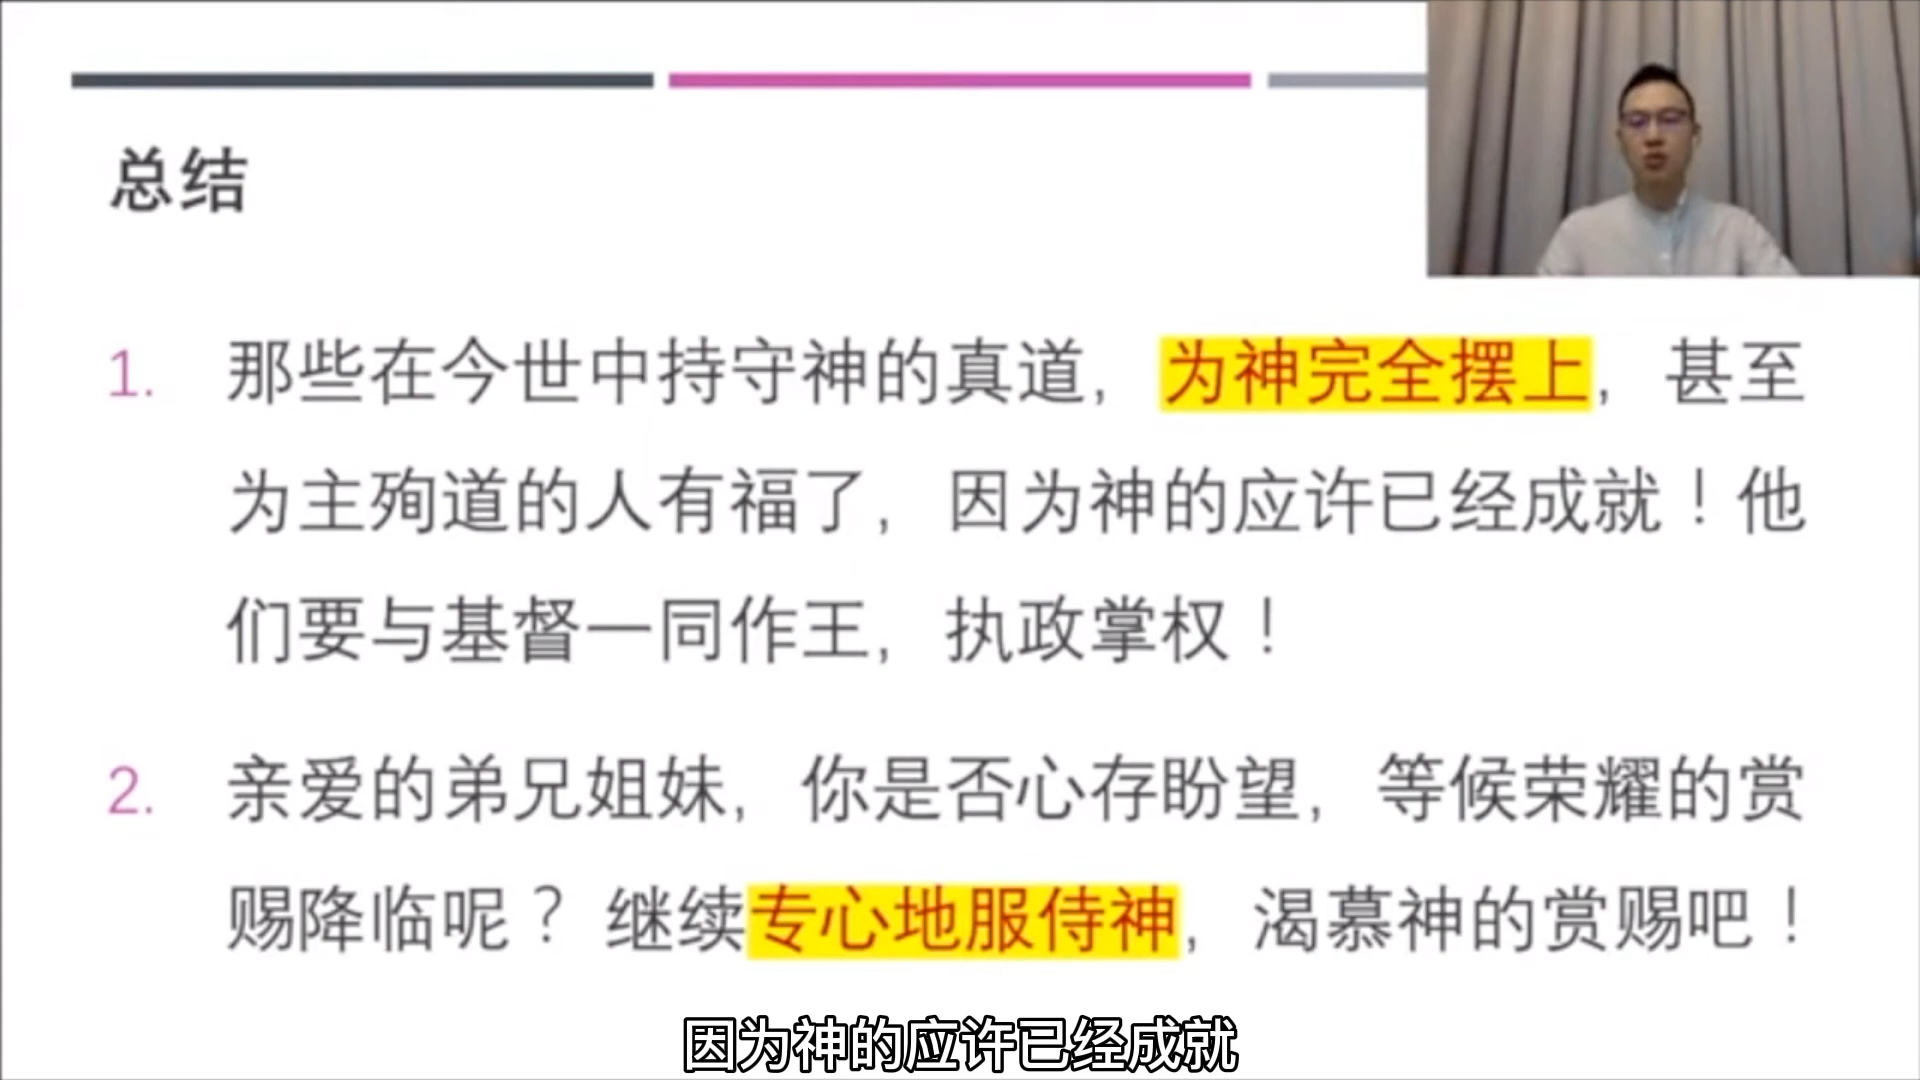 总结
1. 那些在今世中持守神的真道，为神完全摆上，甚至
为主殉道的人有福了，因为神的应许已经成就！他
们要与基督一同作王，执政掌权！
2. 亲爱的弟兄姐妹，你是否心存盼望，等候荣耀的赏
赐降临呢？继续专心地服侍神，渴慕神的赏赐吧！
因为神的应许已经成就